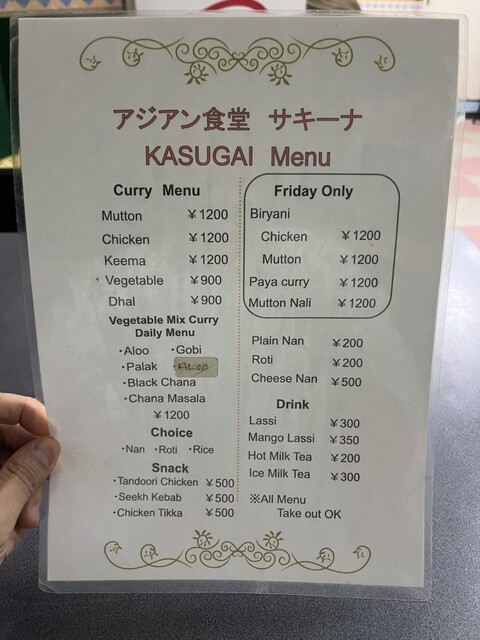 アジアン食堂 サキーナ
KASUGAI Menu
Curry Menu
Mutton ￥1200
Chicken ￥1200
Keema ￥1200
Vegetable ￥900
Dhal ￥900
Vegetable Mix Curry
Daily Menu
・Aloo ・Gobi
・Palak
・Black Chana
・Chana Masala
￥1200
Choice
・Nan ・Roti ・Rice
Snack
・Tandoori Chicken ￥500
・Seekh Kebab ￥500
・Chicken Tikka ￥500
Friday Only
Biryani
Chicken ￥1200
Mutton ￥1200
Paya curry ￥1200
Mutton Nali ￥1200
Plain Nan ￥200
Roti ￥200
Cheese Nan ￥500
Drink
Lassi ￥300
Mango Lassi ￥350
Hot Milk Tea ￥200
Ice Milk Tea ￥300
※All Menu
Take out OK